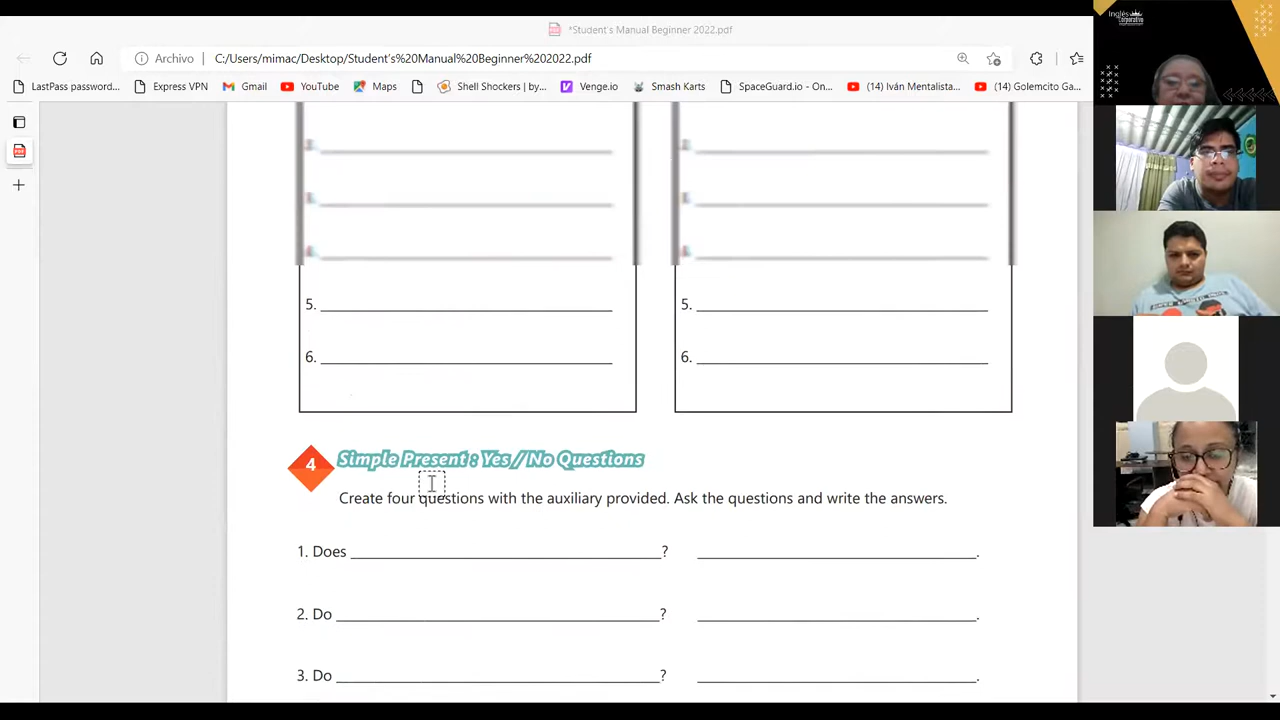 *Student's Manual Beginner 2022.pdf
Archivo
C:/Users/mimac/Desktop/Student's%20Manual%20Beginner%202022.pdf
LastPass password...
Express VPN
Gmail
YouTube
Maps
Shell Shockers | by...
Venge.io
Smash Karts
SpaceGuard.io - On...
(14) Iván Mentalista...
(14) Golemcito Ga...
Inglés
Corporativo
5. 5.
6. 6.
4 Simple Present : Yes / No Questions
Create four questions with the auxiliary provided. Ask the questions and write the answers.
1. Does ? .
2. Do ? .
3. Do ? .